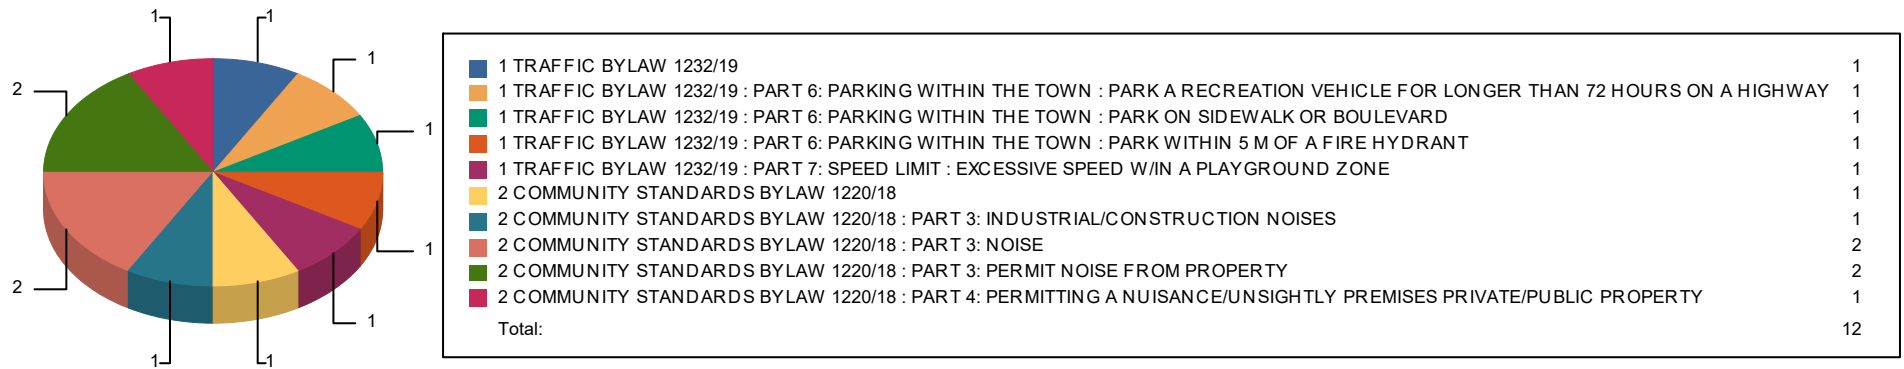 1
1
1
1
1
1
1
1
2
2
1 TRAFFIC BYLAW 1232/19 1
1 TRAFFIC BYLAW 1232/19 : PART 6: PARKING WITHIN THE TOWN : PARK A RECREATION VEHICLE FOR LONGER THAN 72 HOURS ON A HIGHWAY 1
1 TRAFFIC BYLAW 1232/19 : PART 6: PARKING WITHIN THE TOWN : PARK ON SIDEWALK OR BOULEVARD 1
1 TRAFFIC BYLAW 1232/19 : PART 6: PARKING WITHIN THE TOWN : PARK WITHIN 5 M OF A FIRE HYDRANT 1
1 TRAFFIC BYLAW 1232/19 : PART 7: SPEED LIMIT : EXCESSIVE SPEED W/IN A PLAYGROUND ZONE 1
2 COMMUNITY STANDARDS BYLAW 1220/18 1
2 COMMUNITY STANDARDS BYLAW 1220/18 : PART 3: INDUSTRIAL/CONSTRUCTION NOISES 1
2 COMMUNITY STANDARDS BYLAW 1220/18 : PART 3: NOISE 2
2 COMMUNITY STANDARDS BYLAW 1220/18 : PART 3: PERMIT NOISE FROM PROPERTY 2
2 COMMUNITY STANDARDS BYLAW 1220/18 : PART 4: PERMITTING A NUISANCE/UNSIGHTLY PREMISES PRIVATE/PUBLIC PROPERTY 1
Total: 12